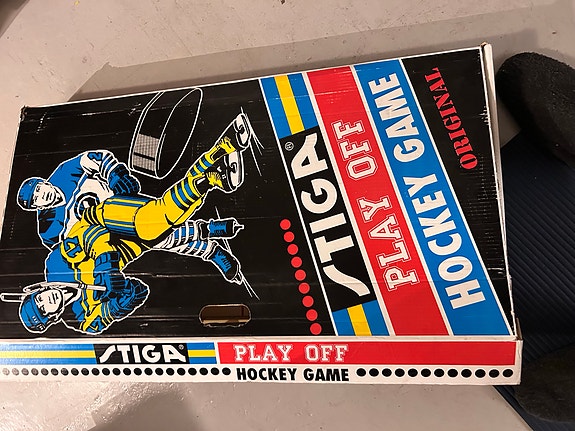 STIGA®
PLAY OFF
HOCKEY GAME
ORIGINAL
STIGA®
PLAY OFF
HOCKEY GAME